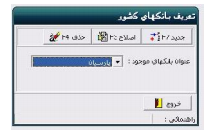 تعریف بانکهای کشور
جدید F2 اصلاح F3 حذف F4
عنوان بانکهای موجود : پارسیان
خروج
راهنمائی :